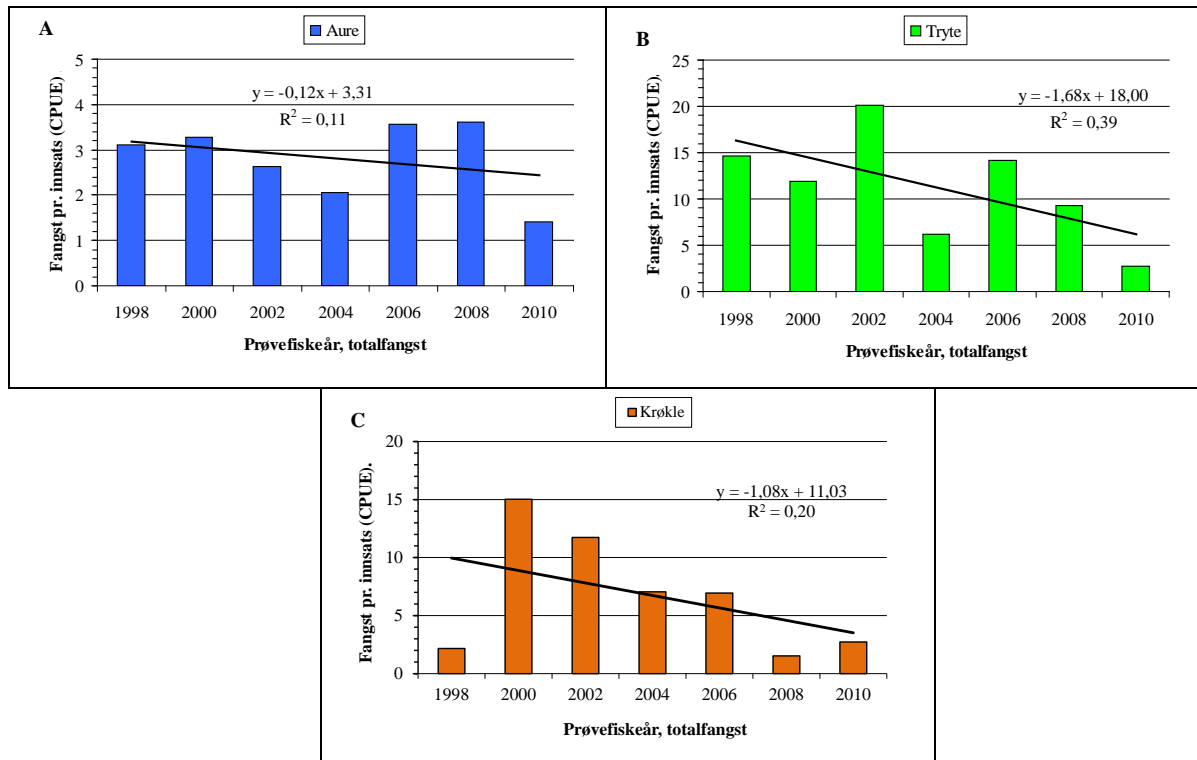 A
Aure
Fangst pr. innsats (CPUE).
5
4
3
2
1
0
y = -0,12x + 3,31
R² = 0,11
1998 2000 2002 2004 2006 2008 2010
Prøvefiskeår, totalfangst
B
Tryte
Fangst pr. innsats (CPUE).
25
20
15
10
5
0
y = -1,68x + 18,00
R² = 0,39
1998 2000 2002 2004 2006 2008 2010
Prøvefiskeår, totalfangst
C
Krøkle
Fangst pr. innsats (CPUE).
20
15
10
5
0
y = -1,08x + 11,03
R² = 0,20
1998 2000 2002 2004 2006 2008 2010
Prøvefiskeår, totalfangst